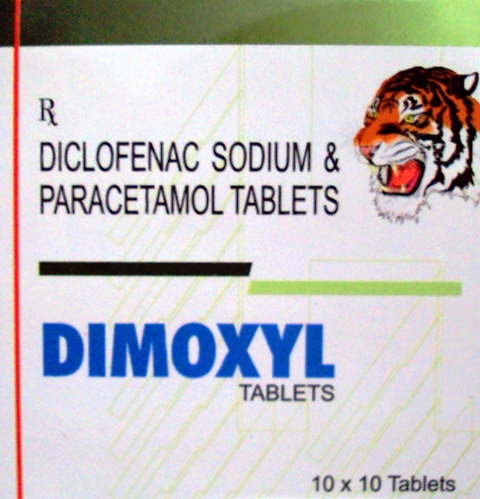 ℞
DICLOFENAC SODIUM &
PARACETAMOL TABLETS
DIMOXYL
TABLETS
10 x 10 Tablets